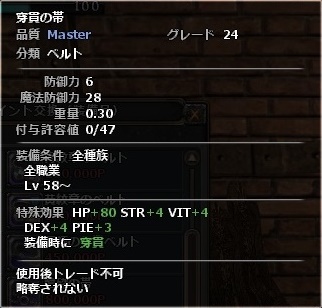 100
穿貫の帯
品質 Master グレード 24
分類 ベルト
防御力 6
魔法防御力 28
重量 0.30
付与許容値 0/47
装備条件 全種族
全職業
Lv 58～
特殊効果 HP+80 STR+4 VIT+4
DEX+4 PIE+3
装備時に 穿貫
使用後トレード不可
略奪されない